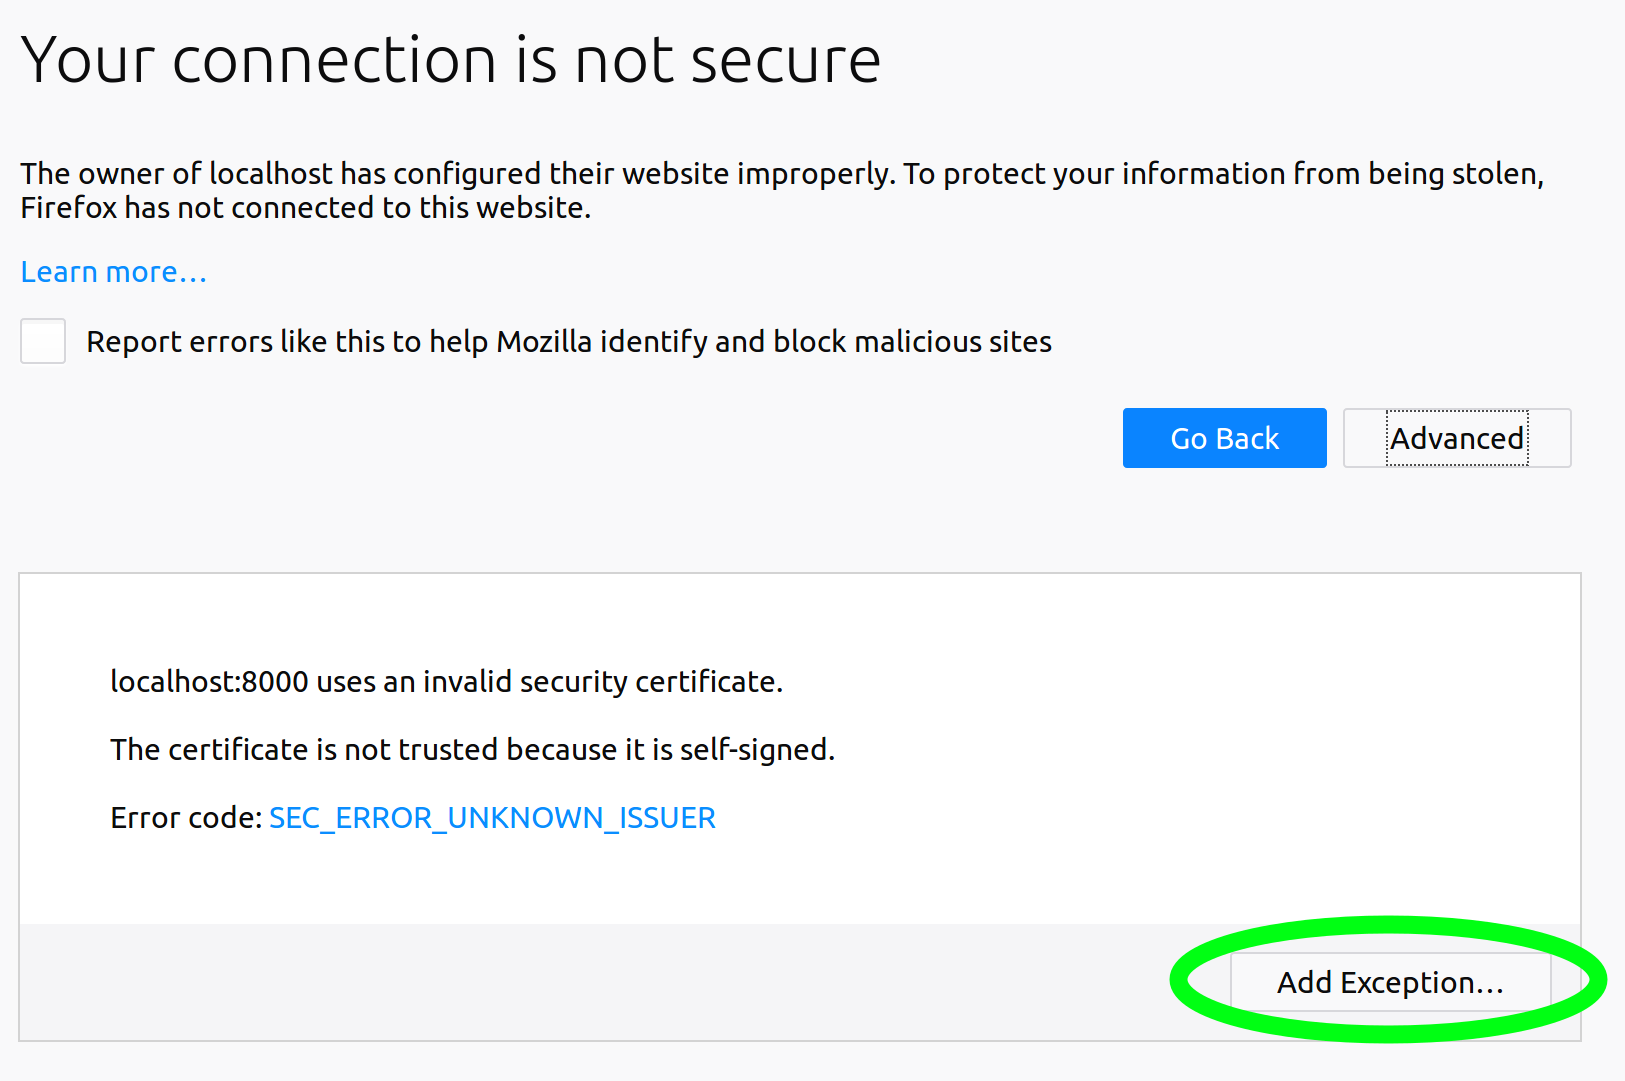 Your connection is not secure
The owner of localhost has configured their website improperly. To protect your information from being stolen,
Firefox has not connected to this website.
Learn more…
Report errors like this to help Mozilla identify and block malicious sites
Go Back
Advanced
localhost:8000 uses an invalid security certificate.
The certificate is not trusted because it is self-signed.
Error code: SEC_ERROR_UNKNOWN_ISSUER
Add Exception…